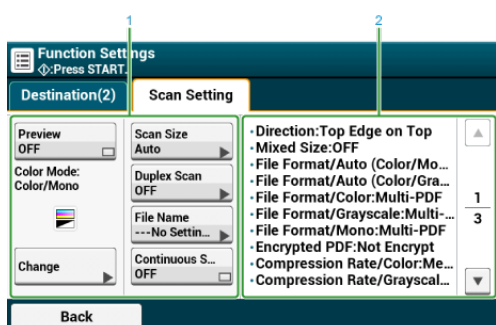 1
2
Function Settings
:Press START.
Destination(2)
Scan Setting
Preview
OFF
Color Mode:
Color/Mono
Change
Scan Size
Auto
Duplex Scan
OFF
File Name
---No Settin...
Continuous S...
OFF
·Direction:Top Edge on Top
·Mixed Size:OFF
·File Format/Auto (Color/Mo...
·File Format/Auto (Color/Gra...
·File Format/Color:Multi-PDF
·File Format/Grayscale:Multi-...
·File Format/Mono:Multi-PDF
·Encrypted PDF:Not Encrypt
·Compression Rate/Color:Me...
·Compression Rate/Grayscal...
1
3
Back